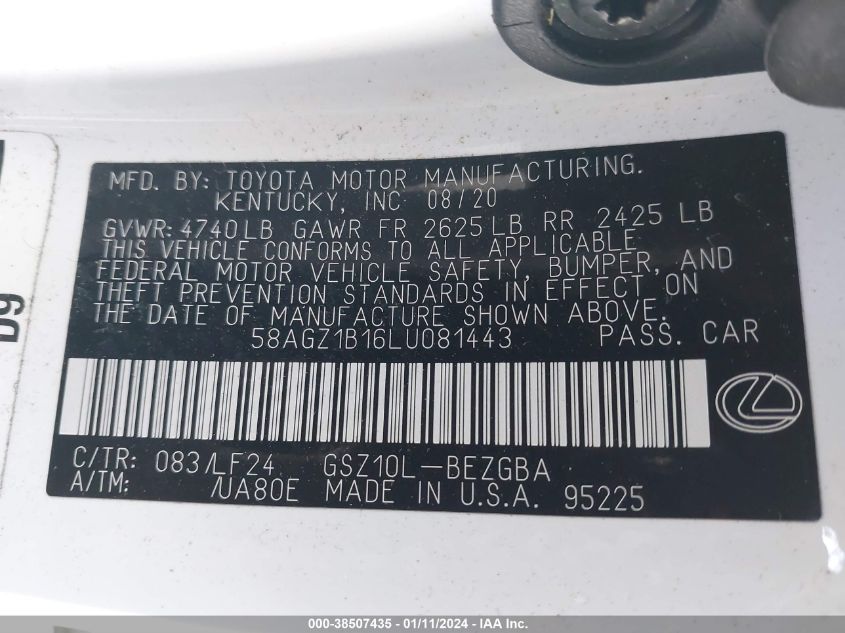 MFD. BY: TOYOTA MOTOR MANUFACTURING.
KENTUCKY, INC 08/20
GVWR: 4740LB GAWR FR 2625LB RR 2425 LB
THIS VEHICLE CONFORMS TO ALL APPLICABLE
FEDERAL MOTOR VEHICLE SAFETY, BUMPER, AND
THEFT PREVENTION STANDARDS IN EFFECT ON
THE DATE OF MANUFACTURE SHOWN ABOVE.
58AGZ1B16LU081443 PASS. CAR
C/TR: 083/LF24 GSZ10L-BEZGBA
A/TM: /UA80E MADE IN U.S.A. 95225
D9
000-38507435 - 01/11/2024 - IAA Inc.